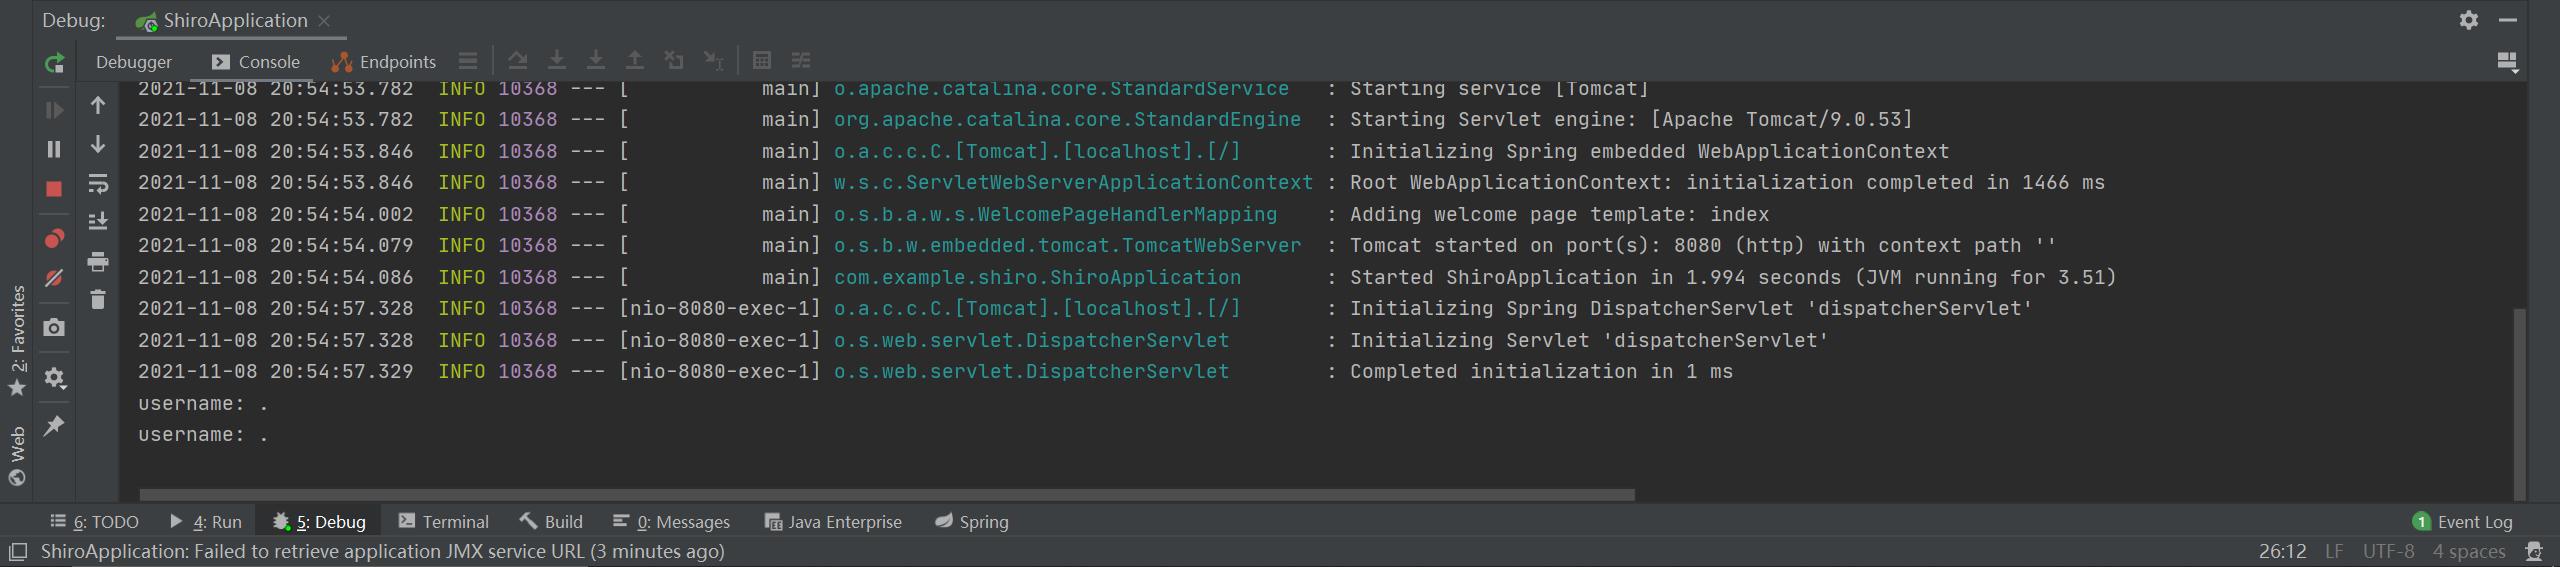 Debug: ShiroApplication
Debugger Console Endpoints
2021-11-08 20:54:53.782  INFO 10368 --- [           main] o.apache.catalina.core.StandardService   : Starting service [Tomcat]
2021-11-08 20:54:53.782  INFO 10368 --- [           main] org.apache.catalina.core.StandardEngine  : Starting Servlet engine: [Apache Tomcat/9.0.53]
2021-11-08 20:54:53.846  INFO 10368 --- [           main] o.a.c.c.C.[Tomcat].[localhost].[/]       : Initializing Spring embedded WebApplicationContext
2021-11-08 20:54:53.846  INFO 10368 --- [           main] w.s.c.ServletWebServerApplicationContext : Root WebApplicationContext: initialization completed in 1466 ms
2021-11-08 20:54:54.002  INFO 10368 --- [           main] o.s.b.a.w.s.WelcomePageHandlerMapping    : Adding welcome page template: index
2021-11-08 20:54:54.079  INFO 10368 --- [           main] o.s.b.w.embedded.tomcat.TomcatWebServer  : Tomcat started on port(s): 8080 (http) with context path ''
2021-11-08 20:54:54.086  INFO 10368 --- [           main] com.example.shiro.ShiroApplication       : Started ShiroApplication in 1.994 seconds (JVM running for 3.51)
2021-11-08 20:54:57.328  INFO 10368 --- [nio-8080-exec-1] o.a.c.c.C.[Tomcat].[localhost].[/]       : Initializing Spring DispatcherServlet 'dispatcherServlet'
2021-11-08 20:54:57.328  INFO 10368 --- [nio-8080-exec-1] o.s.web.servlet.DispatcherServlet        : Initializing Servlet 'dispatcherServlet'
2021-11-08 20:54:57.329  INFO 10368 --- [nio-8080-exec-1] o.s.web.servlet.DispatcherServlet        : Completed initialization in 1 ms
username: .
username: .
2: Favorites
Web
6: TODO 4: Run 5: Debug Terminal Build 0: Messages Java Enterprise Spring 1 Event Log
ShiroApplication: Failed to retrieve application JMX service URL (3 minutes ago) 26:12 LF UTF-8 4 spaces